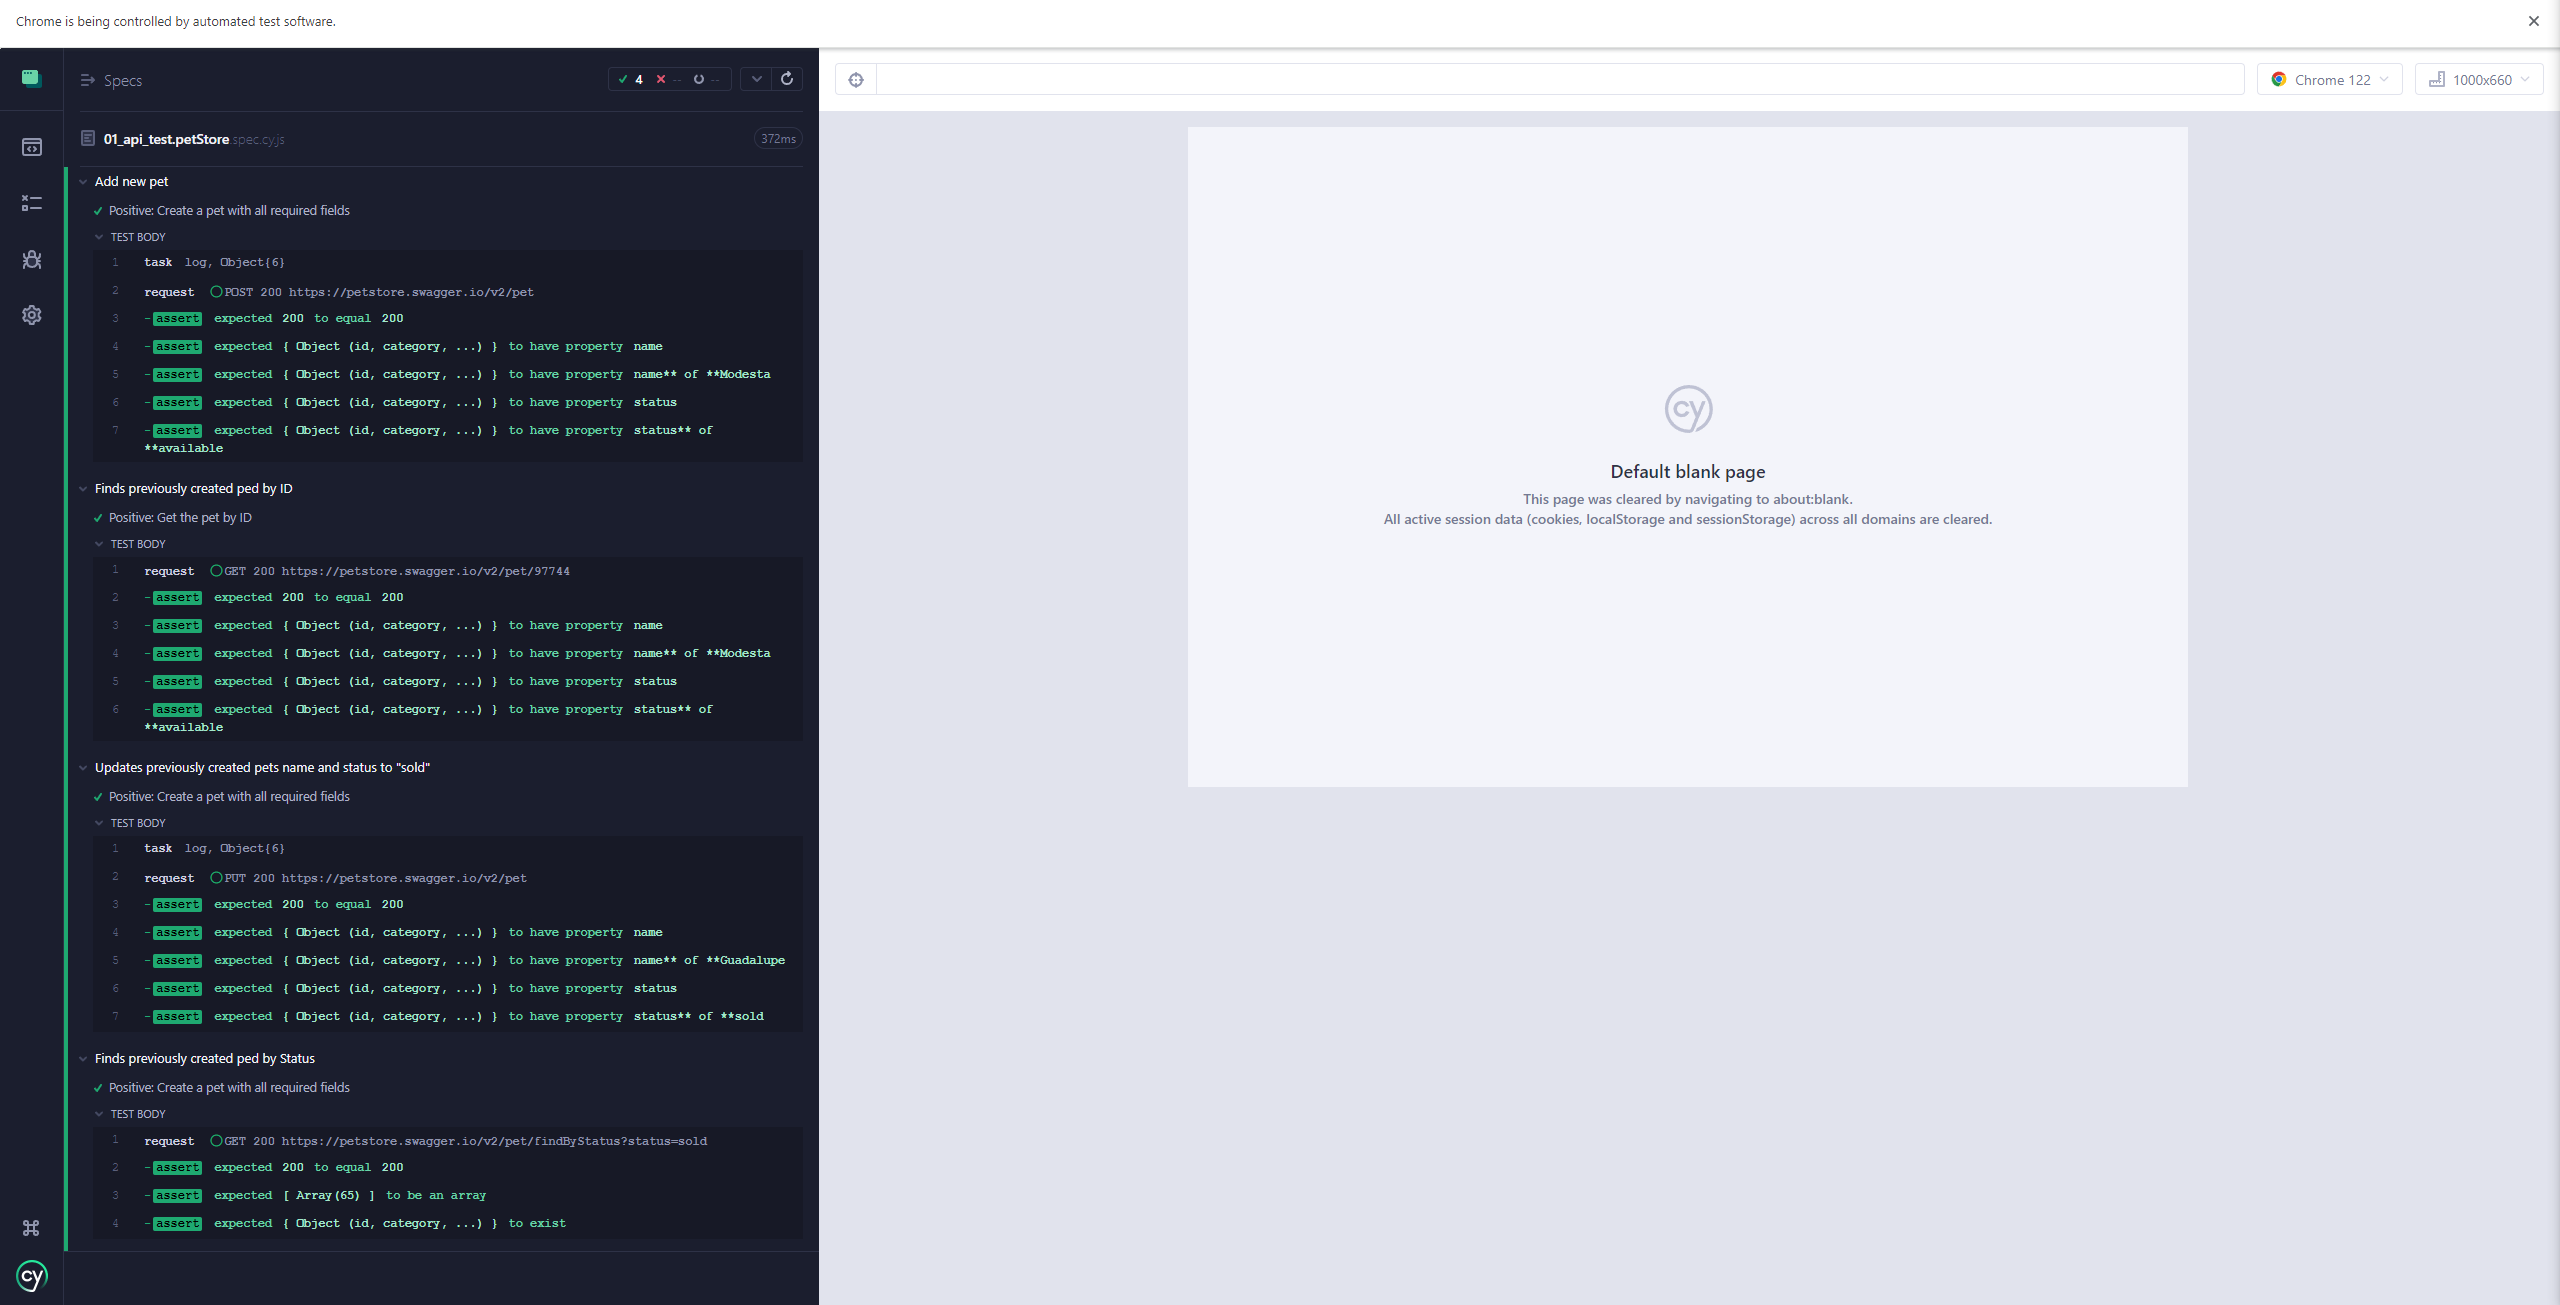 Chrome is being controlled by automated test software.
Specs
4 -- --
01_api_test.petStore.spec.cy.js 372ms
Add new pet
Positive: Create a pet with all required fields
TEST BODY
1 task log, Object{6}
2 request POST 200 https://petstore.swagger.io/v2/pet
3 -assert expected 200 to equal 200
4 -assert expected { Object (id, category, ...) } to have property name
5 -assert expected { Object (id, category, ...) } to have property name** of **Modesta
6 -assert expected { Object (id, category, ...) } to have property status
7 -assert expected { Object (id, category, ...) } to have property status** of
**available
Finds previously created ped by ID
Positive: Get the pet by ID
TEST BODY
1 request GET 200 https://petstore.swagger.io/v2/pet/97744
2 -assert expected 200 to equal 200
3 -assert expected { Object (id, category, ...) } to have property name
4 -assert expected { Object (id, category, ...) } to have property name** of **Modesta
5 -assert expected { Object (id, category, ...) } to have property status
6 -assert expected { Object (id, category, ...) } to have property status** of
**available
Updates previously created pets name and status to "sold"
Positive: Create a pet with all required fields
TEST BODY
1 task log, Object{6}
2 request PUT 200 https://petstore.swagger.io/v2/pet
3 -assert expected 200 to equal 200
4 -assert expected { Object (id, category, ...) } to have property name
5 -assert expected { Object (id, category, ...) } to have property name** of **Guadalupe
6 -assert expected { Object (id, category, ...) } to have property status
7 -assert expected { Object (id, category, ...) } to have property status** of **sold
Finds previously created ped by Status
Positive: Create a pet with all required fields
TEST BODY
1 request GET 200 https://petstore.swagger.io/v2/pet/findByStatus?status=sold
2 -assert expected 200 to equal 200
3 -assert expected [ Array(65) ] to be an array
4 -assert expected { Object (id, category, ...) } to exist
cy
Chrome 122
1000x660
cy
Default blank page
This page was cleared by navigating to about:blank.
All active session data (cookies, localStorage and sessionStorage) across all domains are cleared.